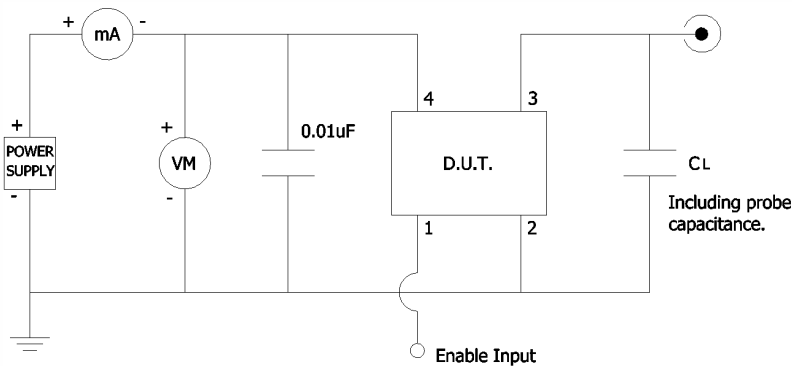 + mA -
4 3
+
POWER
SUPPLY
-
+
VM
-
0.01uF
D.U.T.
CL
Including probe
capacitance.
1 2
Enable Input